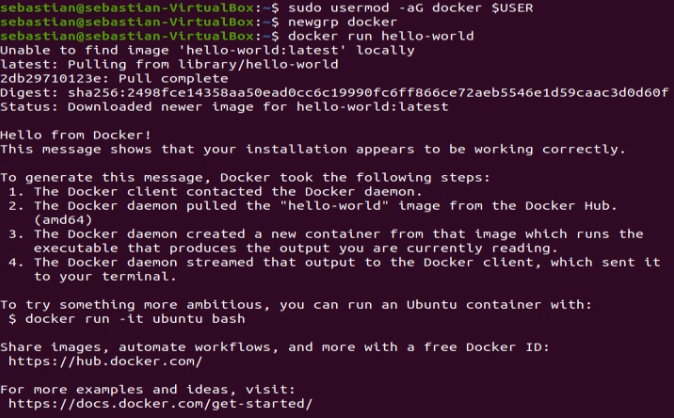 sebastian@sebastian-VirtualBox:~$ sudo usermod -aG docker $USER
sebastian@sebastian-VirtualBox:~$ newgrp docker
sebastian@sebastian-VirtualBox:~$ docker run hello-world
Unable to find image 'hello-world:latest' locally
latest: Pulling from library/hello-world
2db29710123e: Pull complete
Digest: sha256:2498fce14358aa50ead0cc6c19990fc6ff866ce72aeb5546e1d59caac3d0d60f
Status: Downloaded newer image for hello-world:latest

Hello from Docker!
This message shows that your installation appears to be working correctly.

To generate this message, Docker took the following steps:
 1. The Docker client contacted the Docker daemon.
 2. The Docker daemon pulled the "hello-world" image from the Docker Hub.
    (amd64)
 3. The Docker daemon created a new container from that image which runs the
    executable that produces the output you are currently reading.
 4. The Docker daemon streamed that output to the Docker client, which sent it
    to your terminal.

To try something more ambitious, you can run an Ubuntu container with:
 $ docker run -it ubuntu bash

Share images, automate workflows, and more with a free Docker ID:
 https://hub.docker.com/

For more examples and ideas, visit:
 https://docs.docker.com/get-started/